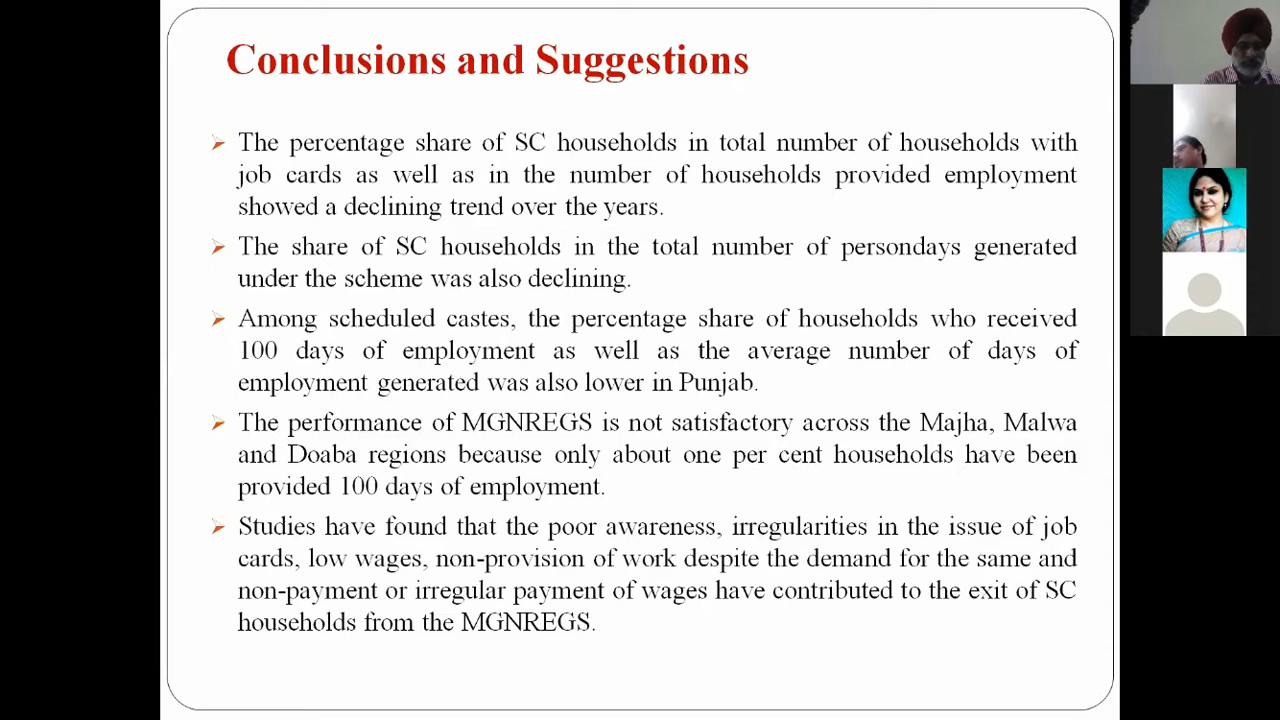 Conclusions and Suggestions
The percentage share of SC households in total number of households with
job cards as well as in the number of households provided employment
showed a declining trend over the years.
The share of SC households in the total number of persondays generated
under the scheme was also declining.
Among scheduled castes, the percentage share of households who received
100 days of employment as well as the average number of days of
employment generated was also lower in Punjab.
The performance of MGNREGS is not satisfactory across the Majha, Malwa
and Doaba regions because only about one per cent households have been
provided 100 days of employment.
Studies have found that the poor awareness, irregularities in the issue of job
cards, low wages, non-provision of work despite the demand for the same and
non-payment or irregular payment of wages have contributed to the exit of SC
households from the MGNREGS.